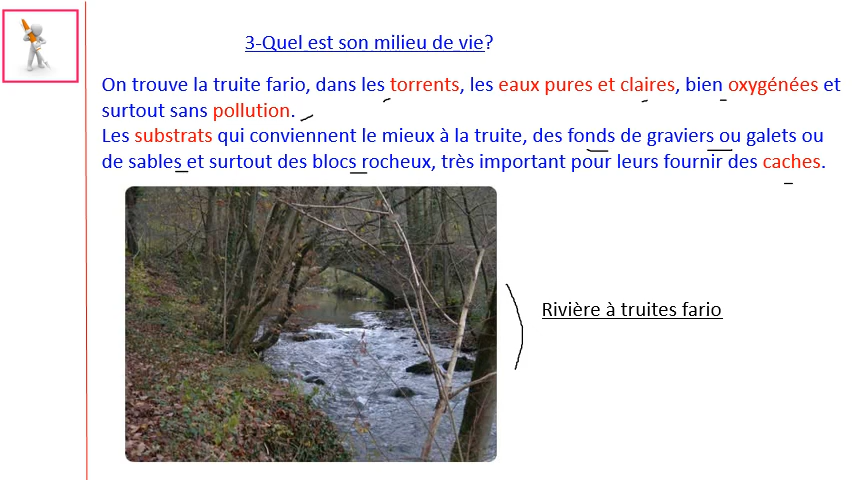 3-Quel est son milieu de vie?
On trouve la truite fario, dans les torrents, les eaux pures et claires, bien oxygénées et
surtout sans pollution.
Les substrats qui conviennent le mieux à la truite, des fonds de graviers ou galets ou
de sables et surtout des blocs rocheux, très important pour leurs fournir des caches.
Rivière à truites fario